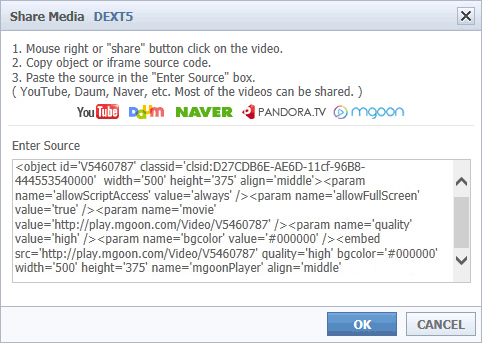 Share Media DEXT5
1. Mouse right or "share" button click on the video.
2. Copy object or iframe source code.
3. Paste the source in the "Enter Source" box.
( YouTube, Daum, Naver, etc. Most of the videos can be shared. )
YouTube Daum NAVER PANDORA.TV mgoon
Enter Source
<object id='V5460787' classid='clsid:D27CDB6E-AE6D-11cf-96B8-
444553540000' width='500' height='375' align='middle'><param
name='allowScriptAccess' value='always' /><param name='allowFullScreen'
value='true' /><param name='movie'
value='http://play.mgoon.com/Video/V5460787' /><param name='quality'
value='high' /><param name='bgcolor' value='#000000' /><embed
src='http://play.mgoon.com/Video/V5460787' quality='high' bgcolor='#000000'
width='500' height='375' name='mgoonPlayer' align='middle'
OK CANCEL